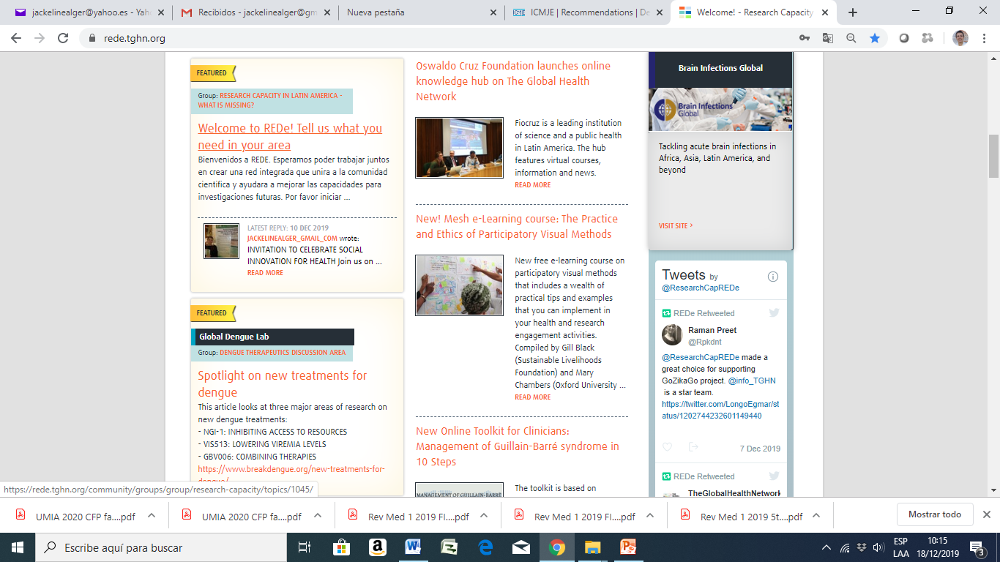 jackelinealger@yahoo.es - Yah
Recibidos - jackelinealger@gm
Nueva pestaña
ICMJE | Recommendations | De
Welcome! - Research Capacity
rede.tghn.org
FEATURED
Group: RESEARCH CAPACITY IN LATIN AMERICA -
WHAT IS MISSING?
Welcome to REDe! Tell us what you
need in your area
Bienvenidos a REDE. Esperamos poder trabajar juntos
en crear una red integrada que unira a la comunidad
cientifica y ayudara a mejorar las capacidades para
investigaciones futuras. Por favor iniciar ...
LATEST REPLY: 10 DEC 2019
JACKELINEALGER_GMAIL_COM wrote:
INVITATION TO CELEBRATE SOCIAL
INNOVATION FOR HEALTH Join us on ...
READ MORE
FEATURED
Global Dengue Lab
Group: DENGUE THERAPEUTICS DISCUSSION AREA
Spotlight on new treatments for
dengue
This article looks at three major areas of research on
new dengue treatments:
- NGI-1: INHIBITING ACCESS TO RESOURCES
- VIS513: LOWERING VIREMIA LEVELS
- GBV006: COMBINING THERAPIES
https://www.breakdengue.org/new-treatments-for-
dengue/
Oswaldo Cruz Foundation launches online
knowledge hub on The Global Health
Network
Fiocruz is a leading institution
of science and a public health
in Latin America. The hub
features virtual courses,
information and news.
READ MORE
New! Mesh e-Learning course: The Practice
and Ethics of Participatory Visual Methods
New free e-learning course on
participatory visual methods
that includes a wealth of
practical tips and examples
that you can implement in
your health and research
engagement activities.
Compiled by Gill Black
(Sustainable Livelihoods
Foundation) and Mary
Chambers (Oxford University ...
READ MORE
New Online Toolkit for Clinicians:
Management of Guillain-Barré syndrome in
10 Steps
MANAGEMENT OF GUILLAIN-BARRÉ
The toolkit is based on
Brain Infections Global
Brain Infections
Global
Tackling acute brain infections in
Africa, Asia, Latin America, and
beyond
VISIT SITE >
Tweets by
@ResearchCapREDe
REDe Retweeted
Raman Preet
@Rpkdnt
@ResearchCapREDe made a
great choice for supporting
GoZikaGo project. @info_TGHN
is a star team.
https://twitter.com/LongoEgmar/st
atus/1202744232601149440
7 Dec 2019
REDe Retweeted
TheGlobalHealthNetwork
https://rede.tghn.org/community/groups/group/research-capacity/topics/1045/
UMIA 2020 CFP fa....pdf
UMIA 2020 CFP fa....pdf
Rev Med 1 2019 FI....pdf
Rev Med 1 2019 FI....pdf
Rev Med 1 2019 5t....pdf
Mostrar todo
Escribe aquí para buscar
ESP
LAA
10:15
18/12/2019
3